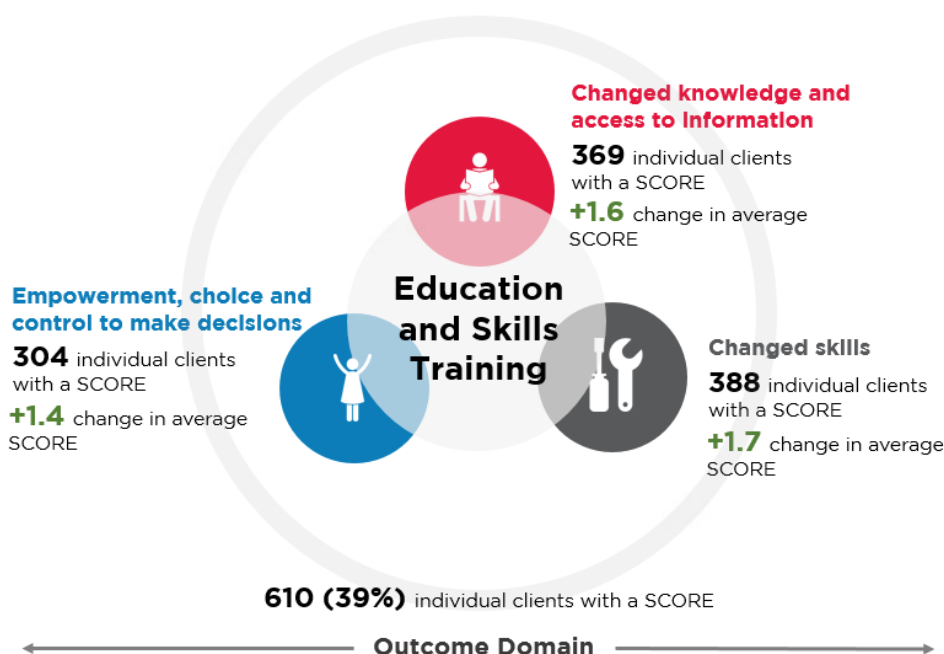 Changed knowledge and
access to information
369 individual clients
with a SCORE
+1.6 change in average
SCORE
Education
and Skills
Training
Empowerment, choice and
control to make decisions
304 individual clients
with a SCORE
+1.4 change in average
SCORE
Changed skills
388 individual clients
with a SCORE
+1.7 change in average
SCORE
610 (39%) individual clients with a SCORE
Outcome Domain